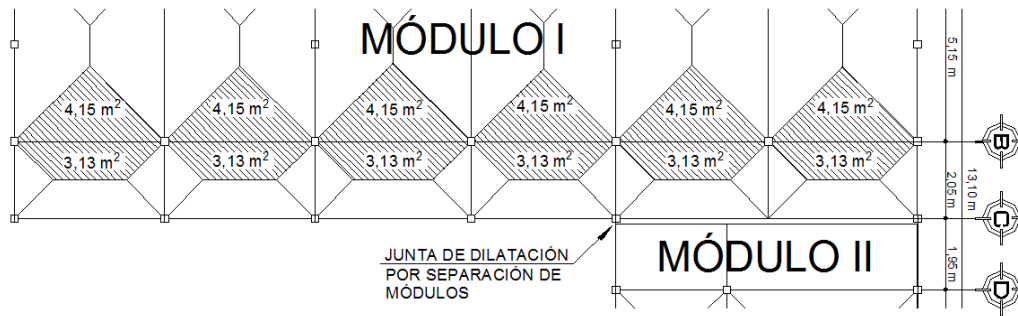 MÓDULO I
5,15 m
4,15 m²
4,15 m²
4,15 m²
4,15 m²
4,15 m²
4,15 m²
B
3,13 m²
3,13 m²
3,13 m²
3,13 m²
3,13 m²
3,13 m²
2,05 m
13,10 m
C
JUNTA DE DILATACIÓN
POR SEPARACIÓN DE
MÓDULOS
MÓDULO II
1,95 m
D